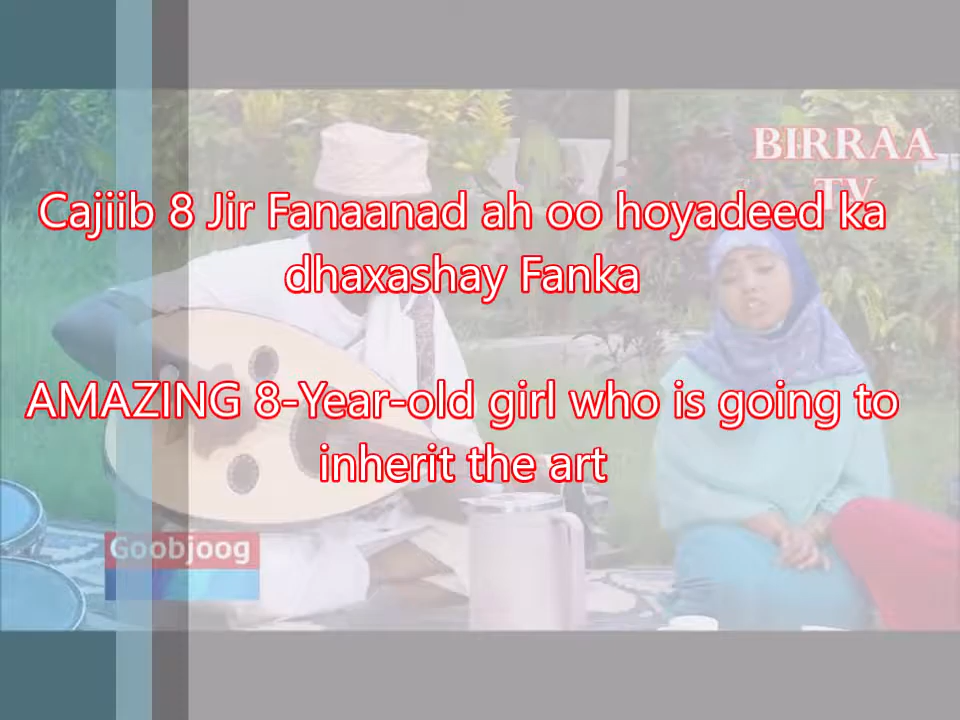 BIRRAA
TV
Cajiib 8 Jir Fanaanad ah oo hoyadeed ka
dhaxashay Fanka
AMAZING 8-Year-old girl who is going to
inherit the art
Goobjoog